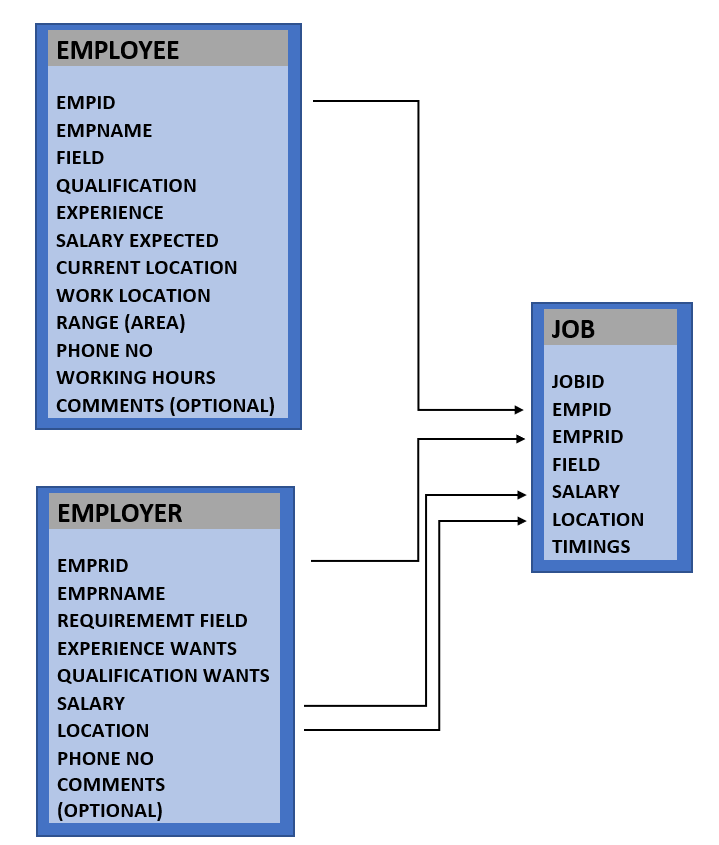 EMPLOYEE
EMPID
EMPNAME
FIELD
QUALIFICATION
EXPERIENCE
SALARY EXPECTED
CURRENT LOCATION
WORK LOCATION
RANGE (AREA)
PHONE NO
WORKING HOURS
COMMENTS (OPTIONAL)
EMPLOYER
EMPRID
EMPRNAME
REQUIREMEMT FIELD
EXPERIENCE WANTS
QUALIFICATION WANTS
SALARY
LOCATION
PHONE NO
COMMENTS
(OPTIONAL)
JOB
JOBID
EMPID
EMPRID
FIELD
SALARY
LOCATION
TIMINGS